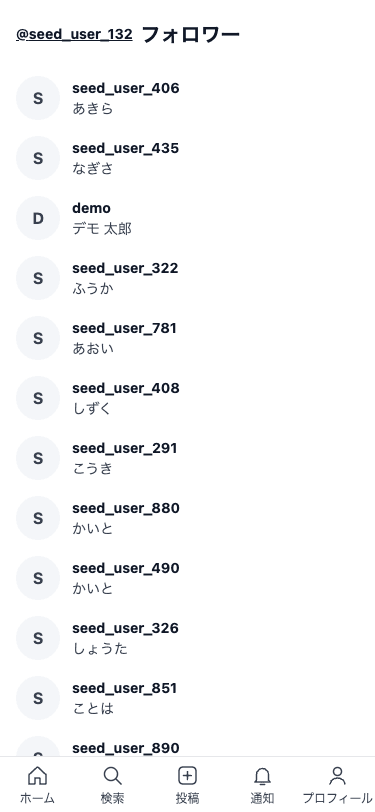 @seed_user_132 フォロワー
S
seed_user_406
あきら
S
seed_user_435
なぎさ
D
demo
デモ 太郎
S
seed_user_322
ふうか
S
seed_user_781
あおい
S
seed_user_408
しずく
S
seed_user_291
こうき
S
seed_user_880
かいと
S
seed_user_490
かいと
S
seed_user_326
しょうた
S
seed_user_851
ことは
S
seed_user_890
ホーム 検索 投稿 通知 プロフィール